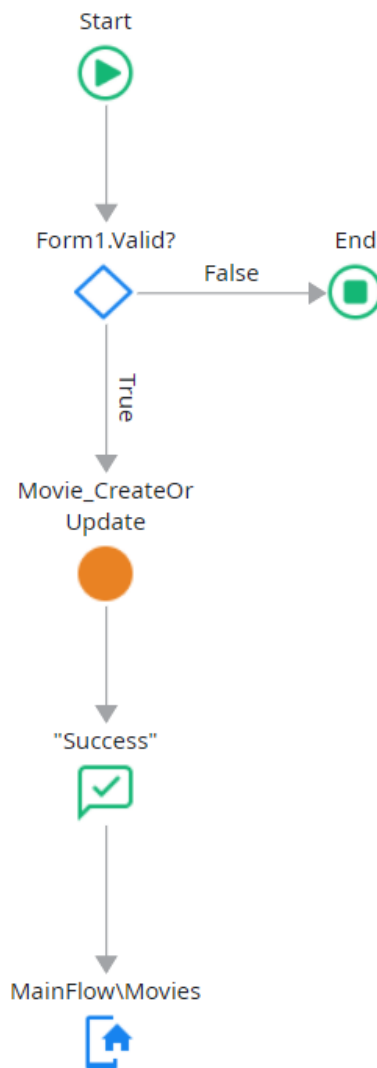 Start
Form1.Valid?
End
False
True
Movie_CreateOr
Update
"Success"
MainFlow\Movies